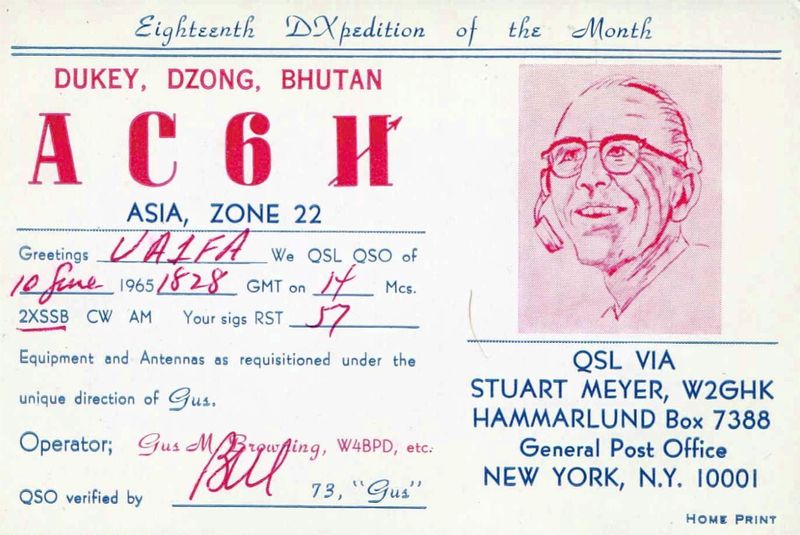 Eighteenth DXpedition of the Month
DUKEY, DZONG, BHUTAN
AC6H
ASIA, ZONE 22
Greetings UA1FA We QSL QSO of
10 June 1965 1828 GMT on 14 Mcs.
2XSSB CW AM Your sigs RST 57
Equipment and Antennas as requisitioned under the
unique direction of Gus.
Operator; Gus M Browning, W4BPD, etc.
QSO verified by Bill 73, "Gus"
QSL VIA
STUART MEYER, W2GHK
HAMMARLUND Box 7388
General Post Office
NEW YORK, N.Y. 10001
HOME PRINT